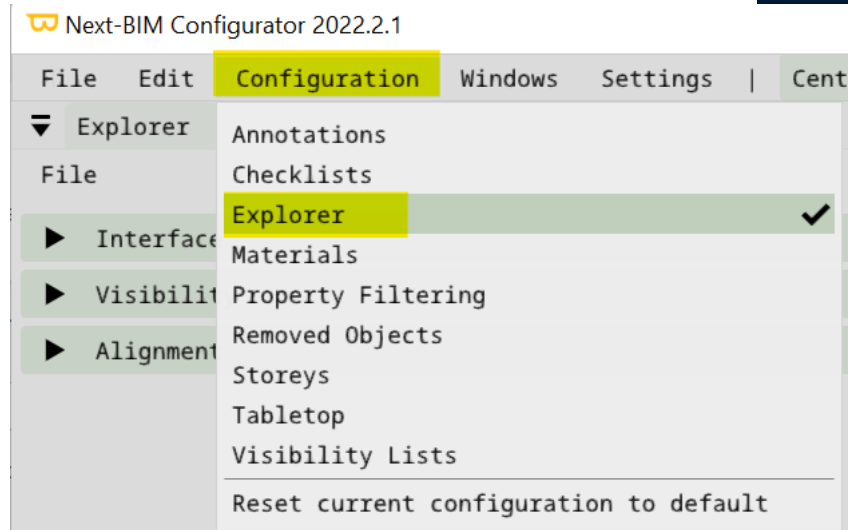 Next-BIM Configurator 2022.2.1
File Edit Configuration Windows Settings | Cent
Explorer
File
Interface
Visibilit
Alignment
Annotations
Checklists
Explorer
Materials
Property Filtering
Removed Objects
Storeys
Tabletop
Visibility Lists
Reset current configuration to default